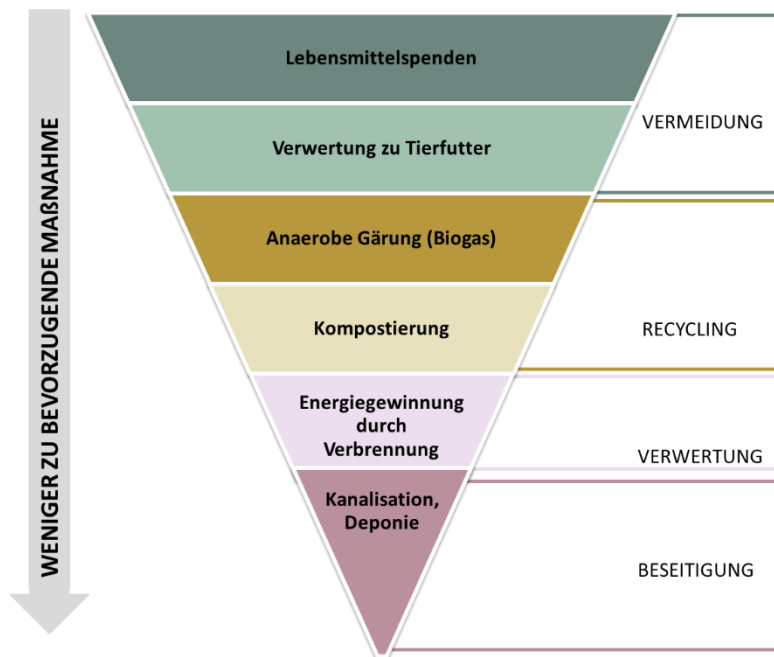 WENIGER ZU BEVORZUGENDE MAßNAHME
Lebensmittelspenden
Verwertung zu Tierfutter
VERMEIDUNG
Anaerobe Gärung (Biogas)
Kompostierung
RECYCLING
Energiegewinnung
durch
Verbrennung
VERWERTUNG
Kanalisation,
Deponie
BESEITIGUNG